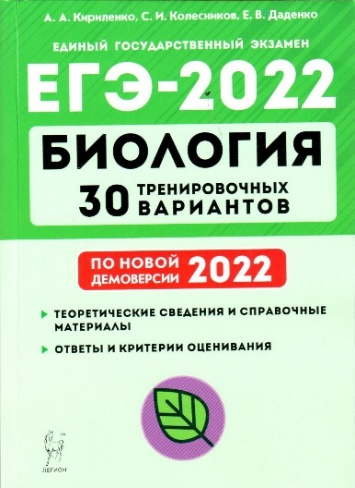 А. А. Кириленко, С. И. Колесников, Е. В. Даденко
ЕДИНЫЙ ГОСУДАРСТВЕННЫЙ ЭКЗАМЕН
ЕГЭ-2022
БИОЛОГИЯ
30 ТРЕНИРОВОЧНЫХ
ВАРИАНТОВ
ПО НОВОЙ
ДЕМОВЕРСИИ 2022
ТЕОРЕТИЧЕСКИЕ СВЕДЕНИЯ И СПРАВОЧНЫЕ
МАТЕРИАЛЫ
ОТВЕТЫ И КРИТЕРИИ ОЦЕНИВАНИЯ
ЛЕГИОН